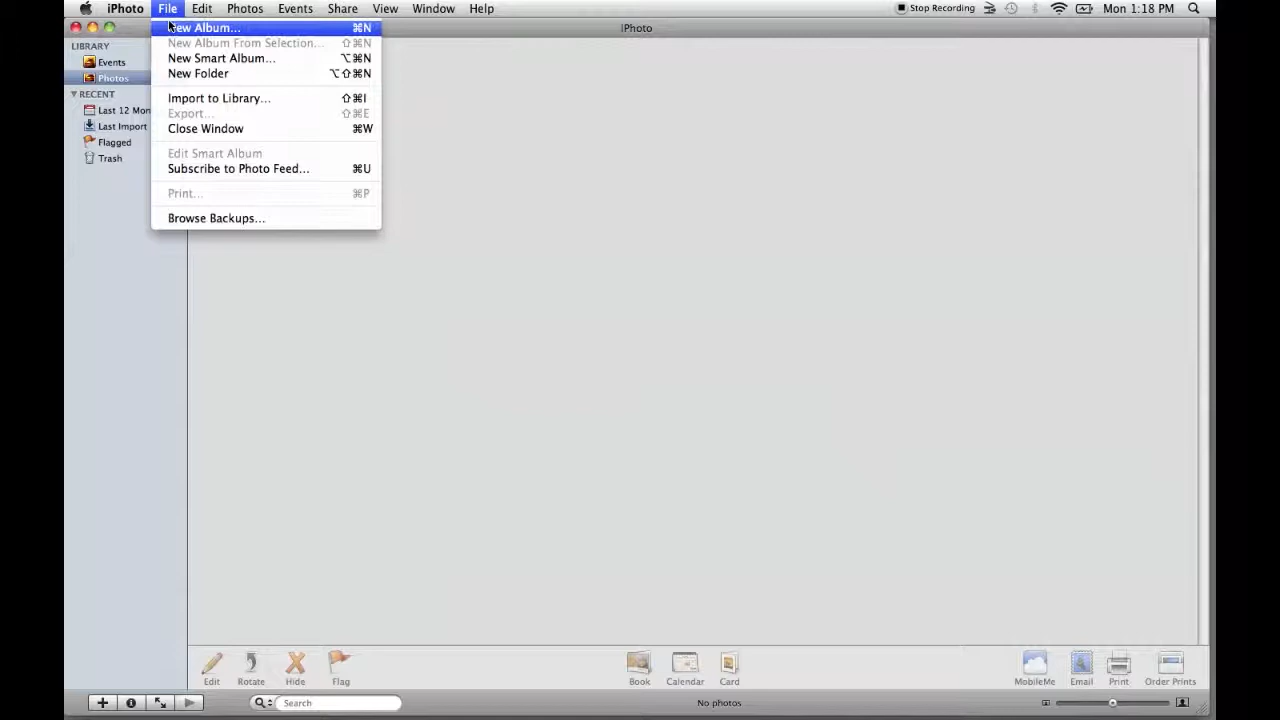 iPhoto File Edit Photos Events Share View Window Help Stop Recording Mon 1:18 PM
iPhoto
New Album... ⌘N
New Album From Selection... ⇧⌘N
New Smart Album... ⌥⌘N
New Folder ⌥⇧⌘N
Import to Library... ⇧⌘I
Export... ⇧⌘E
Close Window ⌘W
Edit Smart Album
Subscribe to Photo Feed... ⌘U
Print... ⌘P
Browse Backups...
LIBRARY
Events
Photos
RECENT
Last 12 Mon
Last Import
Flagged
Trash
Edit Rotate Hide Flag Book Calendar Card MobileMe Email Print Order Prints
Search No photos